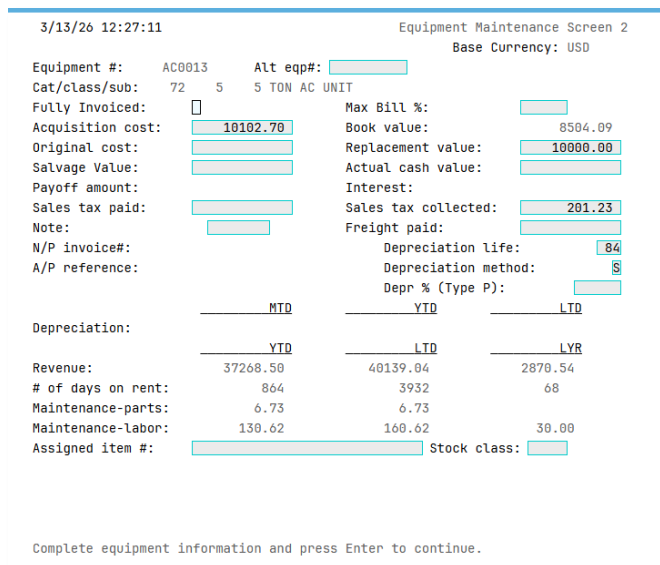 3/13/26 12:27:11 Equipment Maintenance Screen 2
Base Currency: USD
Equipment #: AC0013 Alt eqp#:
Cat/class/sub: 72 5 5 TON AC UNIT
Fully Invoiced: Max Bill %:
Acquisition cost: 10102.70 Book value: 8504.09
Original cost: Replacement value: 10000.00
Salvage Value: Actual cash value:
Payoff amount: Interest:
Sales tax paid: Sales tax collected: 201.23
Note: Freight paid:
N/P invoice#: Depreciation life: 84
A/P reference: Depreciation method: S
Depr % (Type P):
MTD YTD LTD
Depreciation:
YTD LTD LYR
Revenue: 37268.50 40139.04 2870.54
# of days on rent: 864 3932 68
Maintenance-parts: 6.73 6.73
Maintenance-labor: 130.62 160.62 30.00
Assigned item #: Stock class:
Complete equipment information and press Enter to continue.